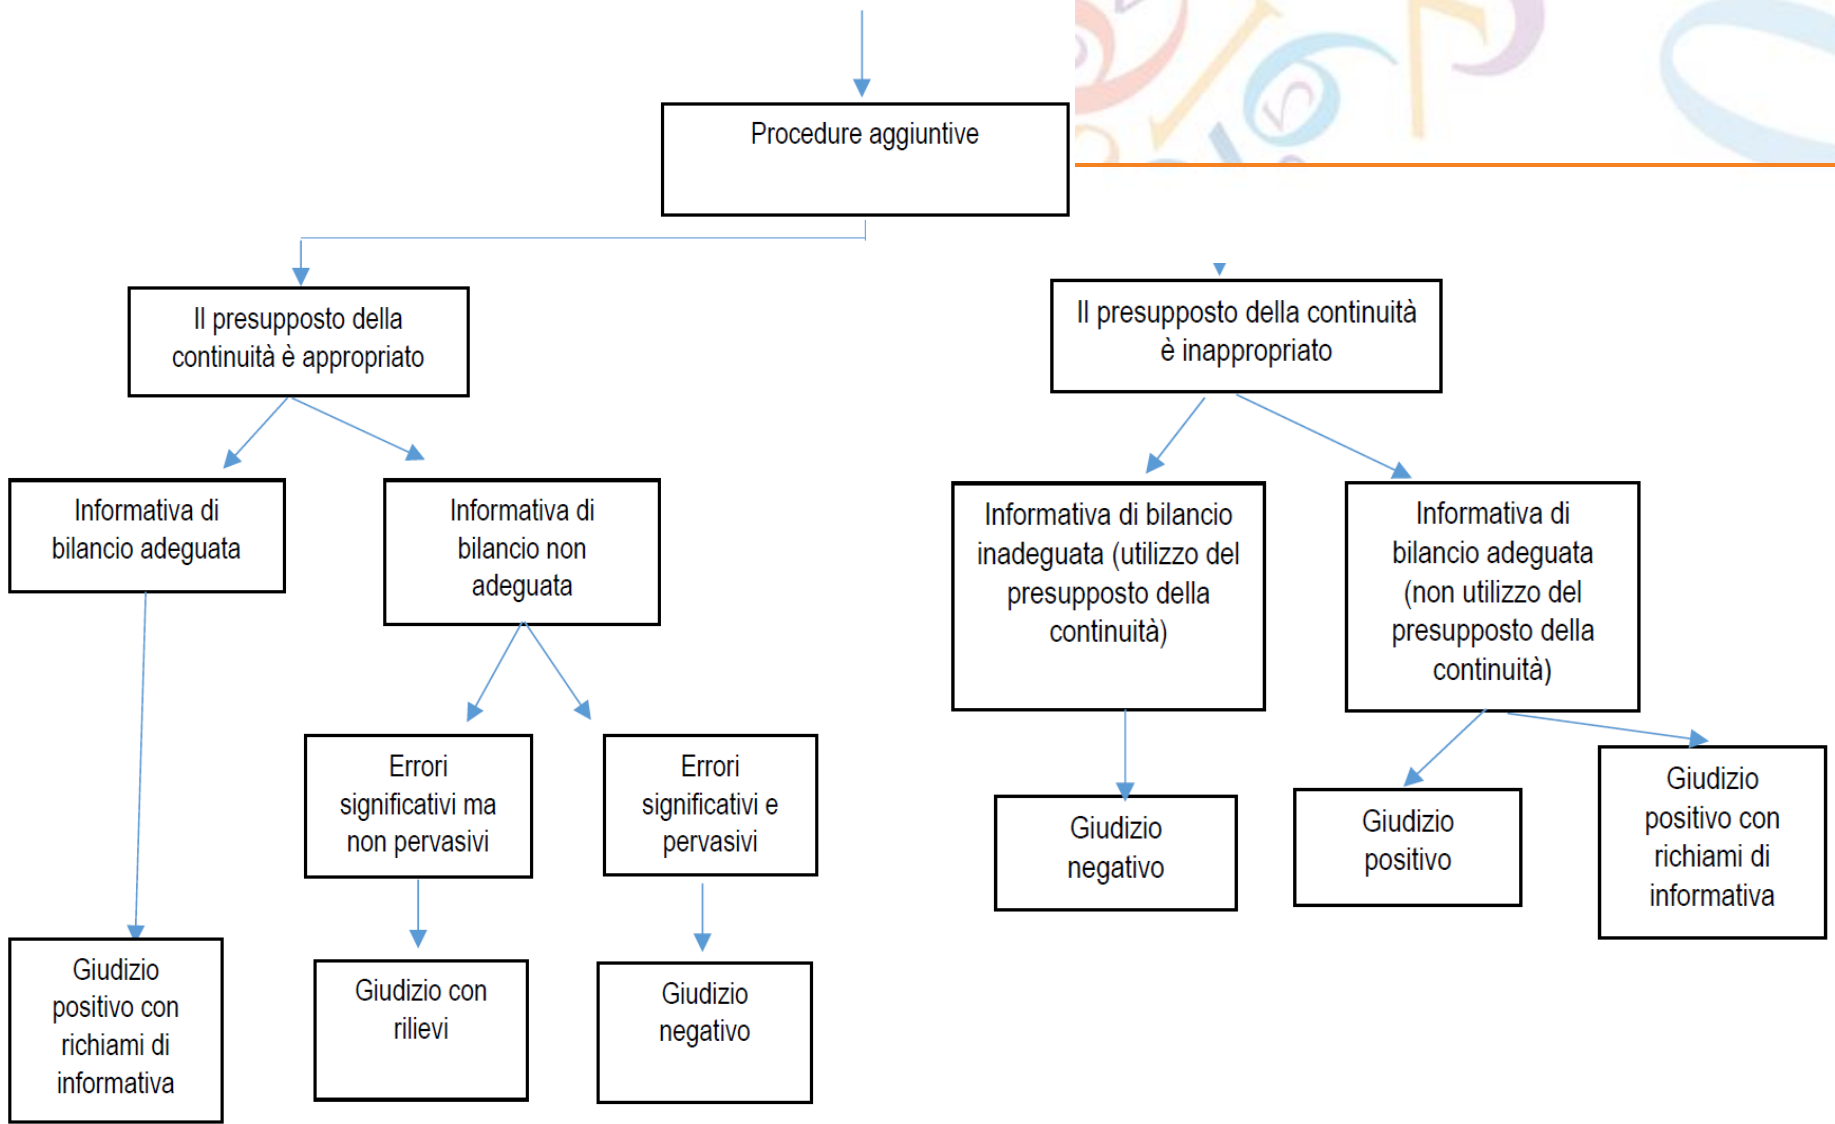 Procedure aggiuntive
Il presupposto della
continuità è appropriato
Il presupposto della continuità
è inappropriato
Informativa di
bilancio adeguata
Informativa di
bilancio non
adeguata
Informativa di bilancio
inadeguata (utilizzo del
presupposto della
continuità)
Informativa di
bilancio adeguata
(non utilizzo del
presupposto della
continuità)
Errori
significativi ma
non pervasivi
Errori
significativi e
pervasivi
Giudizio
negativo
Giudizio
positivo
Giudizio
positivo con
richiami di
informativa
Giudizio
positivo con
richiami di
informativa
Giudizio con
rilievi
Giudizio
negativo